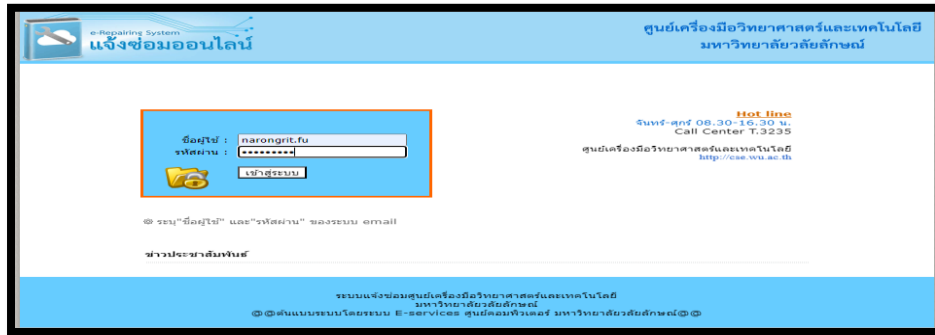 e-Repairing System
แจ้งซ่อมออนไลน์
ศูนย์เครื่องมือวิทยาศาสตร์และเทคโนโลยี
มหาวิทยาลัยวลัยลักษณ์
ชื่อผู้ใช้ : narongrit.fu
รหัสผ่าน : •••••••••
เข้าสู่ระบบ
Hot line
จันทร์-ศุกร์ 08.30-16.30 น.
Call Center T.3235
ศูนย์เครื่องมือวิทยาศาสตร์และเทคโนโลยี
http://cse.wu.ac.th
@ ระบุ"ชื่อผู้ใช้" และ"รหัสผ่าน" ของระบบ email
ข่าวประชาสัมพันธ์
ระบบแจ้งซ่อมศูนย์เครื่องมือวิทยาศาสตร์และเทคโนโลยี
มหาวิทยาลัยวลัยลักษณ์
@@ต้นแบบระบบโดยระบบ E-services ศูนย์คอมพิวเตอร์ มหาวิทยาลัยวลัยลักษณ์@@